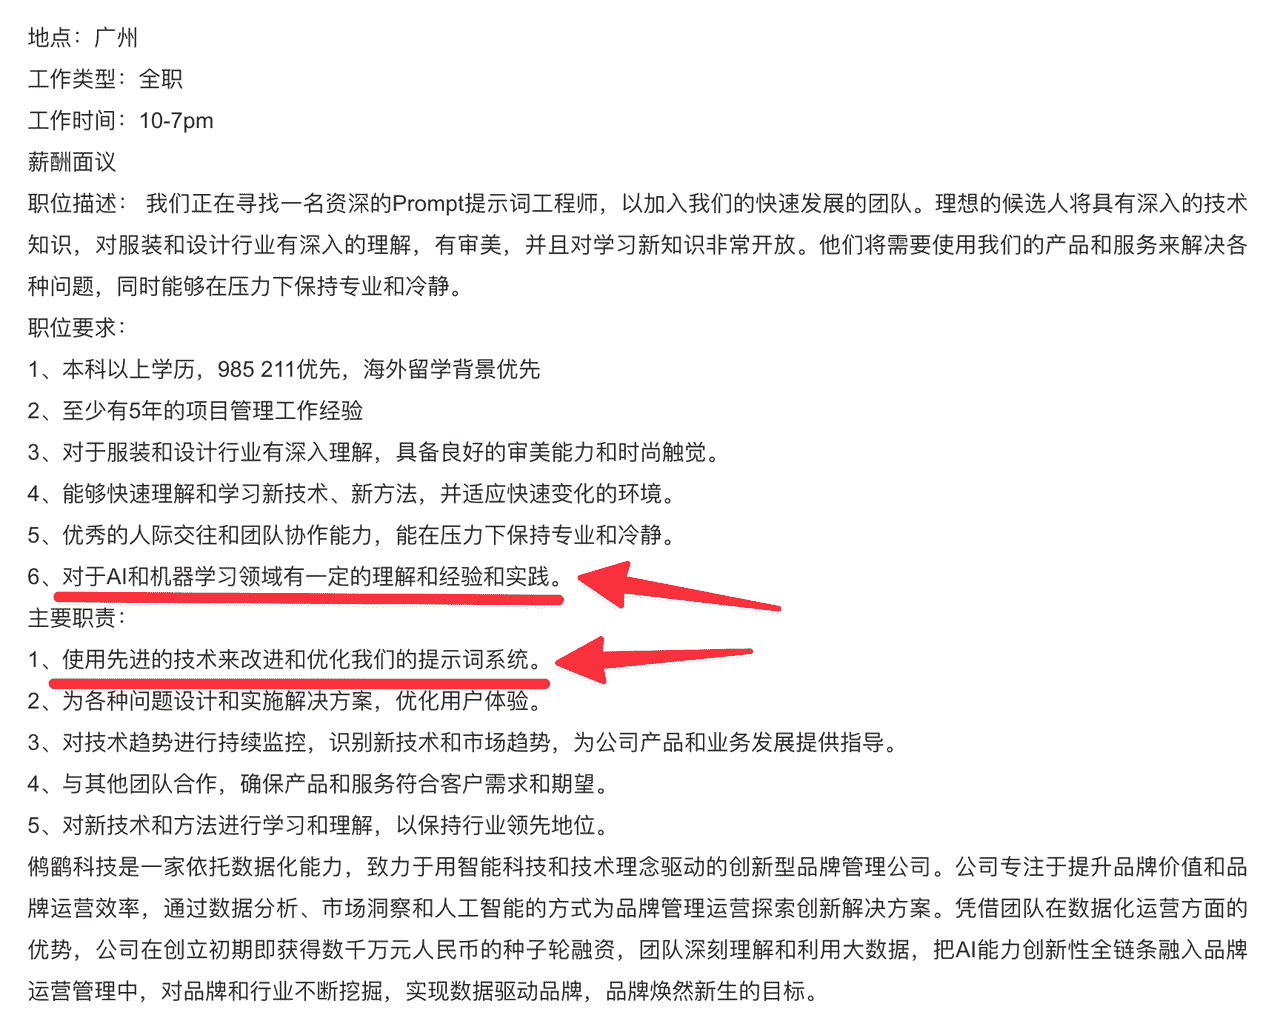 地点：广州
工作类型：全职
工作时间：10-7pm
薪酬面议
职位描述： 我们正在寻找一名资深的Prompt提示词工程师，以加入我们的快速发展的团队。理想的候选人将具有深入的技术
知识，对服装和设计行业有深入的理解，有审美，并且对学习新知识非常开放。他们将需要使用我们的产品和服务来解决各
种问题，同时能够在压力下保持专业和冷静。
职位要求：
1、本科以上学历，985 211优先，海外留学背景优先
2、至少有5年的项目管理工作经验
3、对于服装和设计行业有深入理解，具备良好的审美能力和时尚触觉。
4、能够快速理解和学习新技术、新方法，并适应快速变化的环境。
5、优秀的人际交往和团队协作能力，能在压力下保持专业和冷静。
6、对于AI和机器学习领域有一定的理解和经验和实践。
主要职责：
1、使用先进的技术来改进和优化我们的提示词系统。
2、为各种问题设计和实施解决方案，优化用户体验。
3、对技术趋势进行持续监控，识别新技术和市场趋势，为公司产品和业务发展提供指导。
4、与其他团队合作，确保产品和服务符合客户需求和期望。
5、对新技术和方法进行学习和理解，以保持行业领先地位。
鸺鹠科技是一家依托数据化能力，致力于用智能科技和技术理念驱动的创新型品牌管理公司。公司专注于提升品牌价值和品
牌运营效率，通过数据分析、市场洞察和人工智能的方式为品牌管理运营探索创新解决方案。凭借团队在数据化运营方面的
优势，公司在创立初期即获得数千万元人民币的种子轮融资，团队深刻理解和利用大数据，把AI能力创新性全链条融入品牌
运营管理中，对品牌和行业不断挖掘，实现数据驱动品牌，品牌焕然新生的目标。